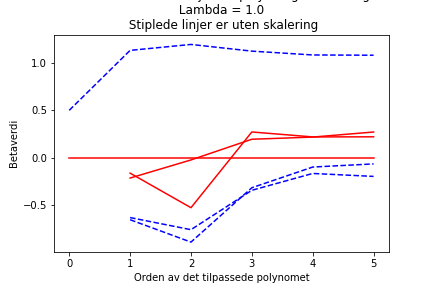 Lambda = 1.0
Stiplede linjer er uten skalering
1.0
0.5
0.0
−0.5
Betaverdi
0 1 2 3 4 5
Orden av det tilpassede polynomet